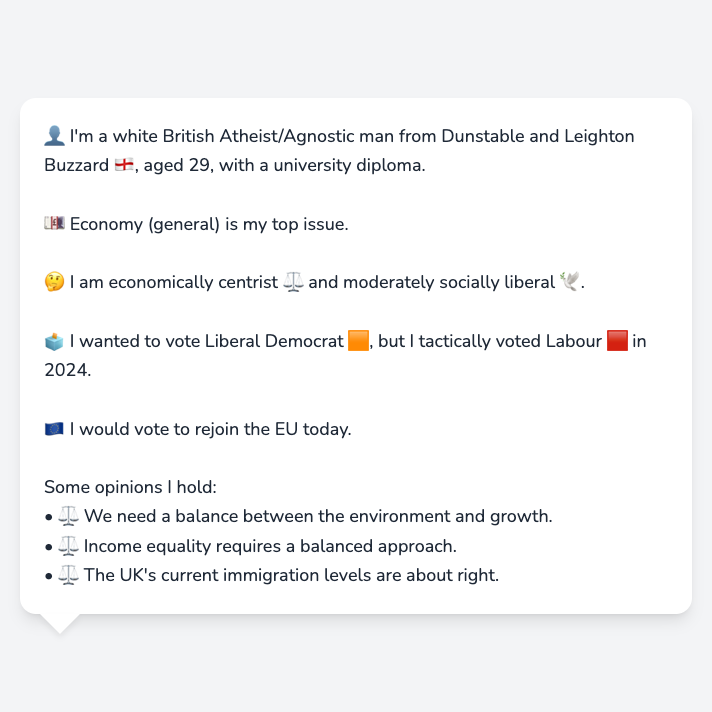 👤 I'm a white British Atheist/Agnostic man from Dunstable and Leighton
Buzzard 🏴󠁧󠁢󠁥󠁮󠁧󠁿, aged 29, with a university diploma.
💷 Economy (general) is my top issue.
🤔 I am economically centrist ⚖️ and moderately socially liberal 🕊️.
🗳️ I wanted to vote Liberal Democrat 🟧, but I tactically voted Labour 🟥 in
2024.
🇪🇺 I would vote to rejoin the EU today.
Some opinions I hold:
• ⚖️ We need a balance between the environment and growth.
• ⚖️ Income equality requires a balanced approach.
• ⚖️ The UK's current immigration levels are about right.